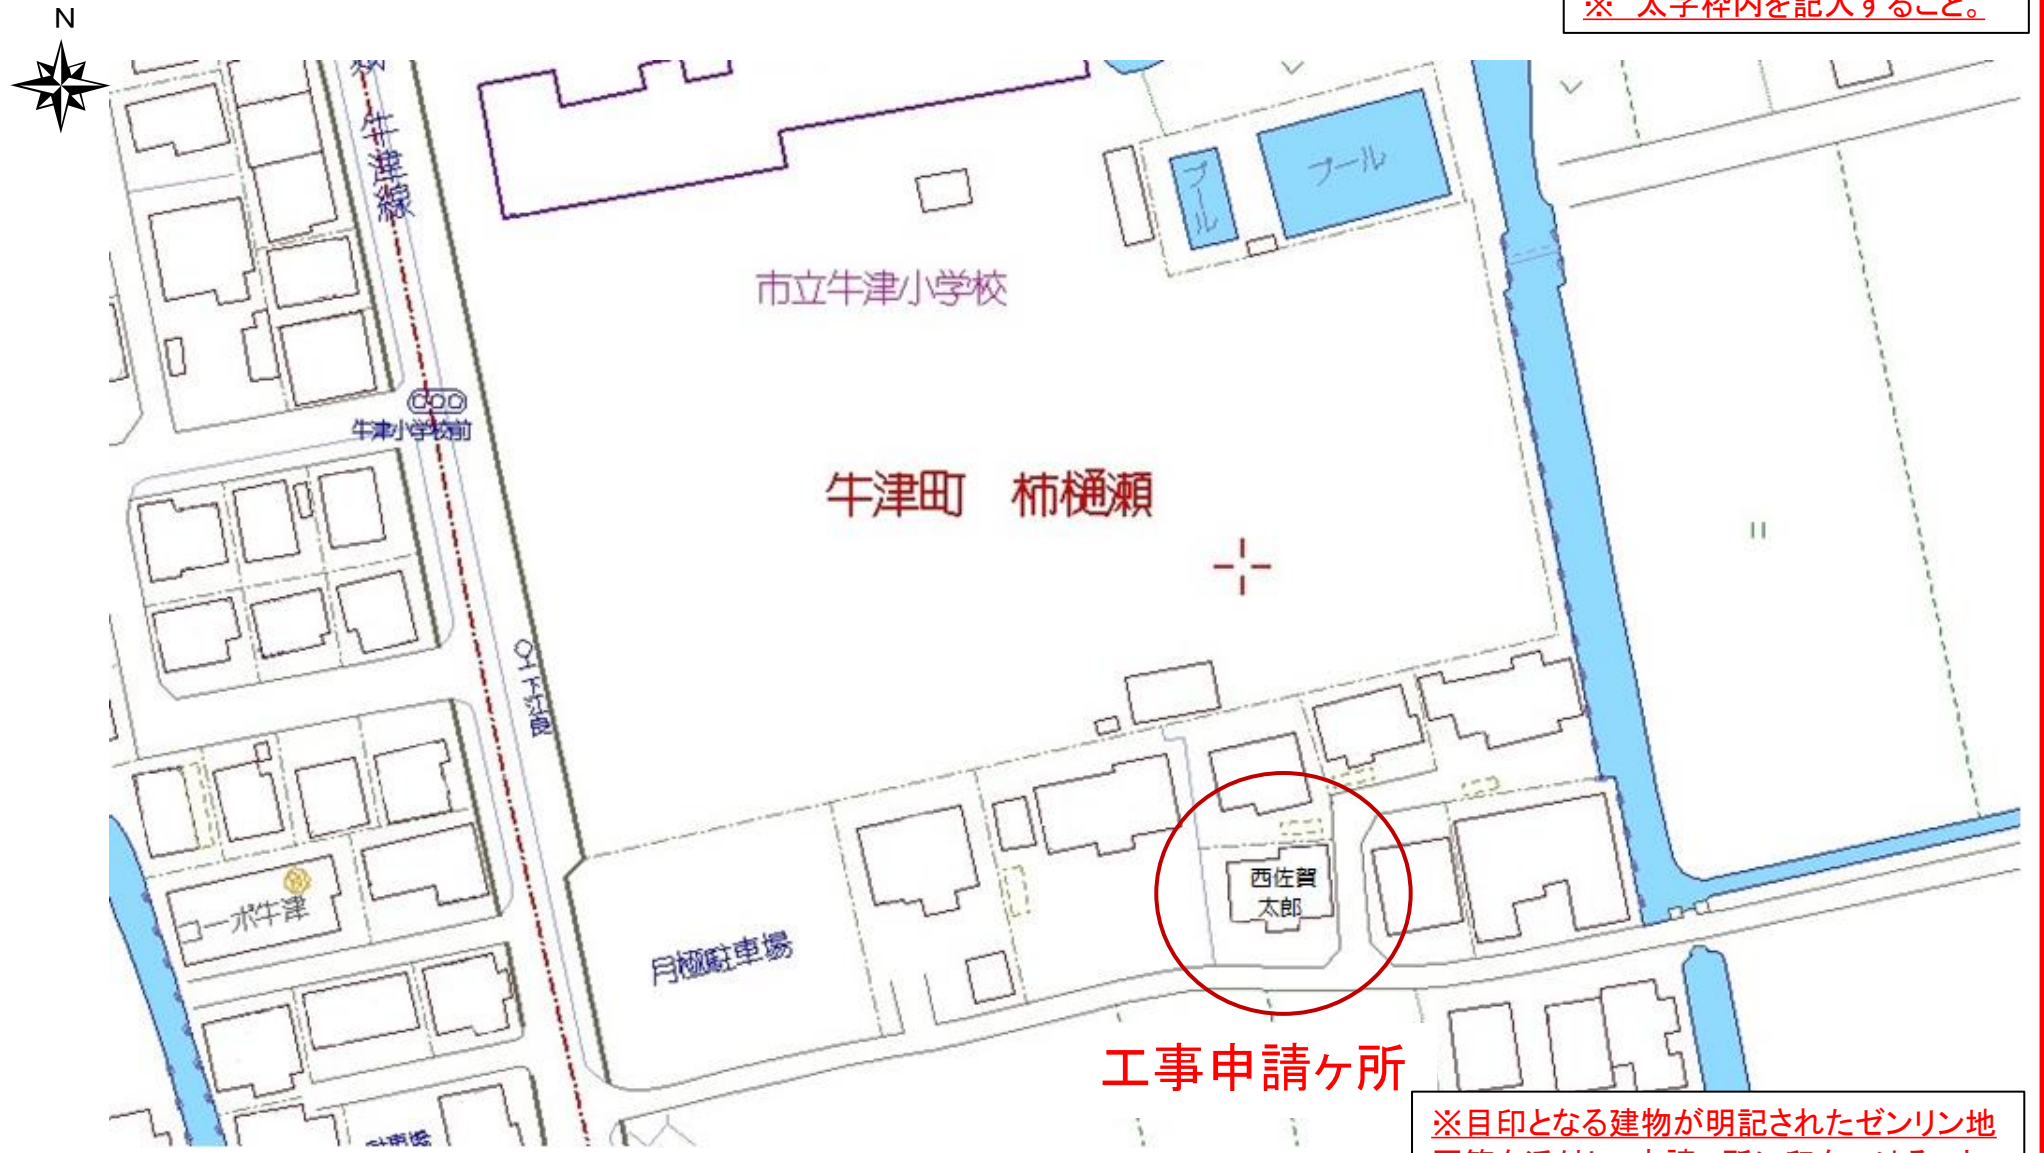 N
※ 太字枠内を記入すること。
牛津線
プール
プール
市立牛津小学校
牛津小学校前
牛津町 柿樋瀬
下江良
コーポ牛津
西佐賀
太郎
月極駐車場
工事申請ヶ所
※目印となる建物が明記されたゼンリン地